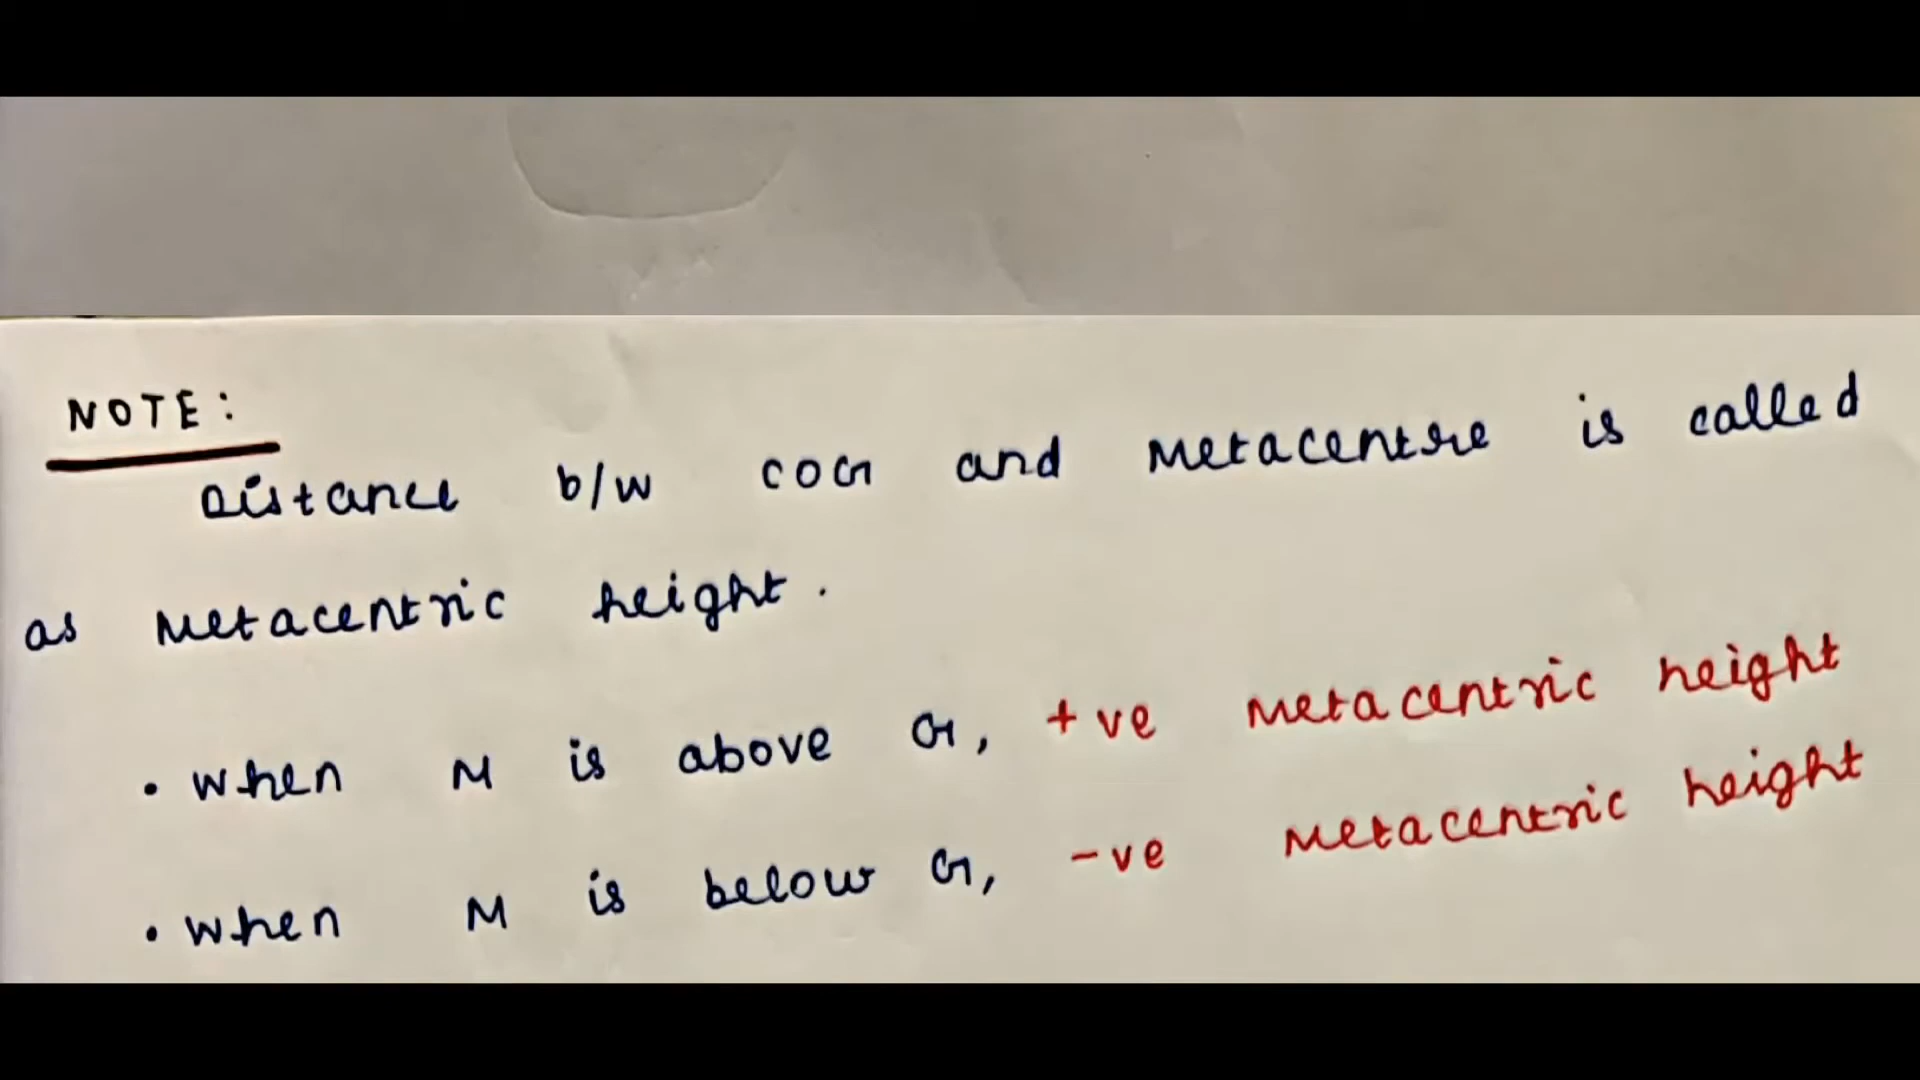 NOTE:
Distance b/w COG and Metacentre is called
as Metacentric height.
• When M is above G, +ve Metacentric height
• When M is below G, -ve Metacentric height